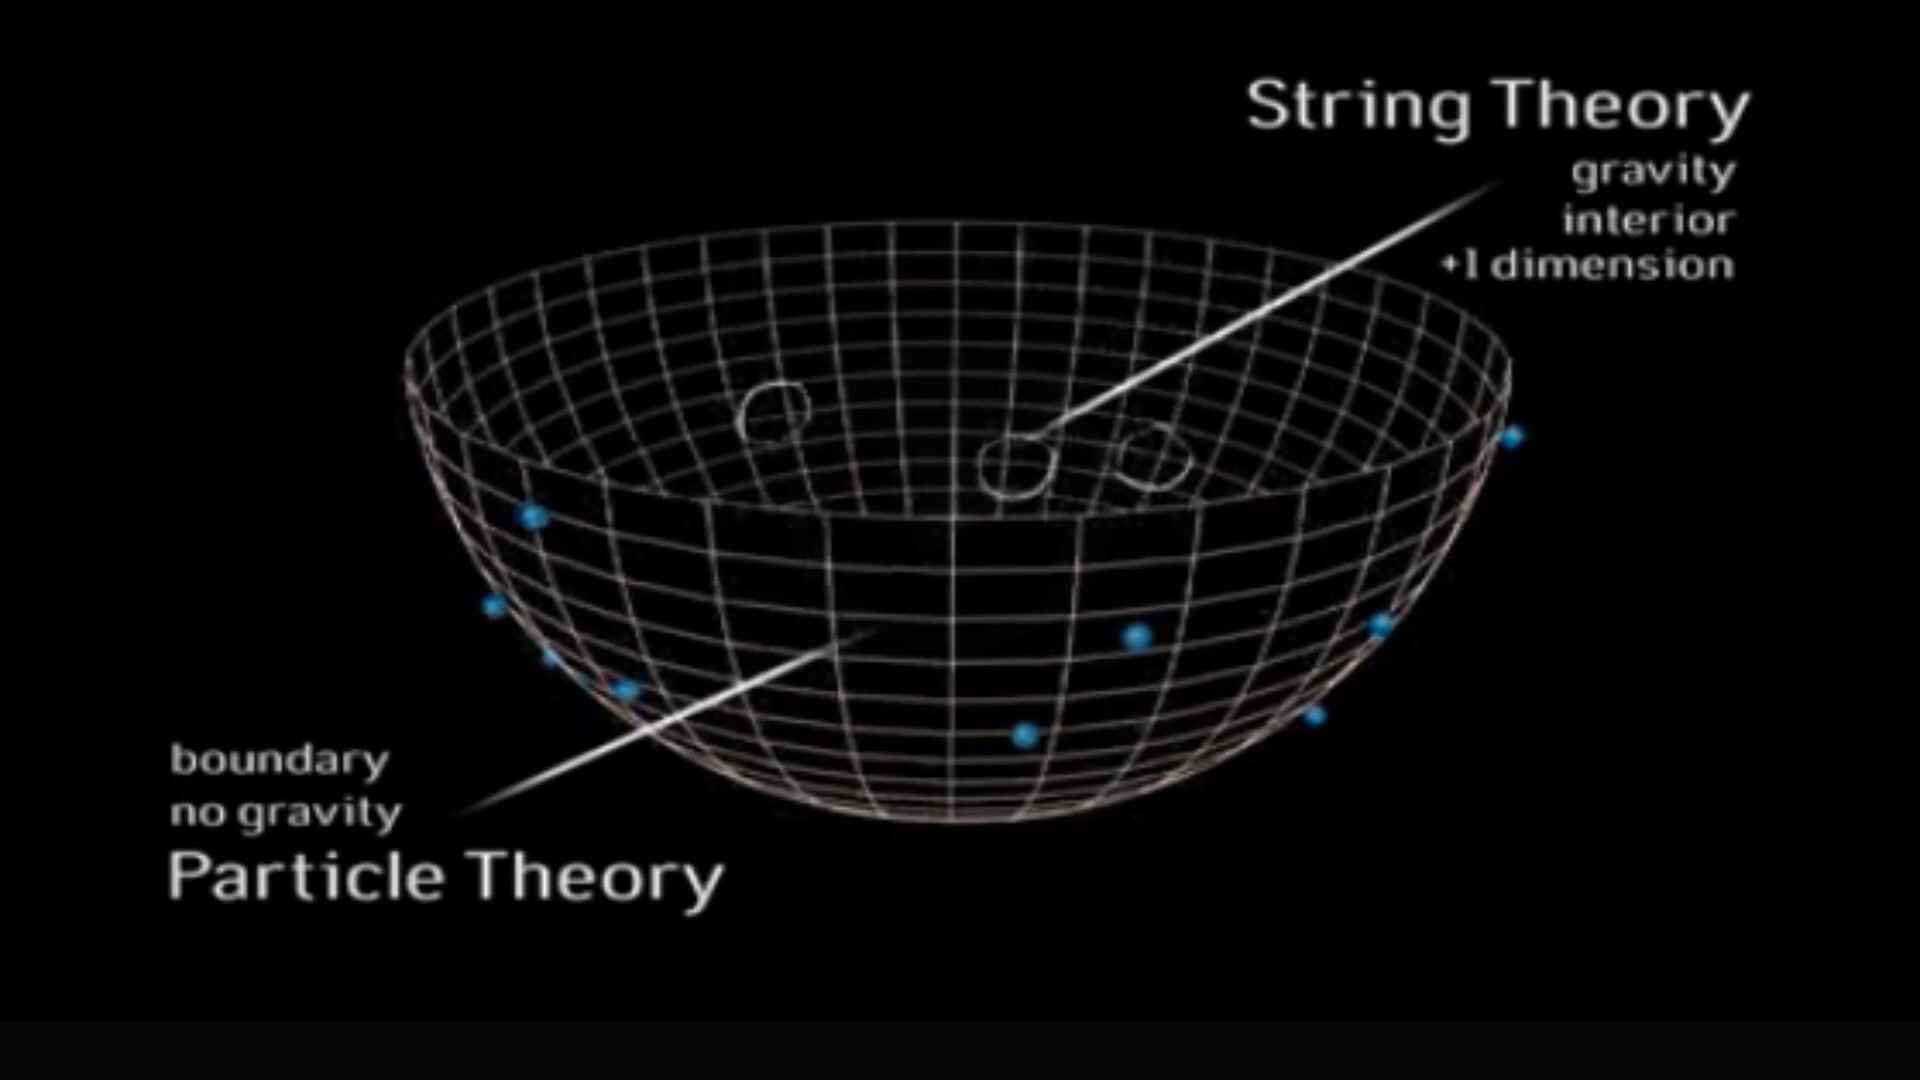 String Theory
gravity
interior
+1 dimension
boundary
no gravity
Particle Theory